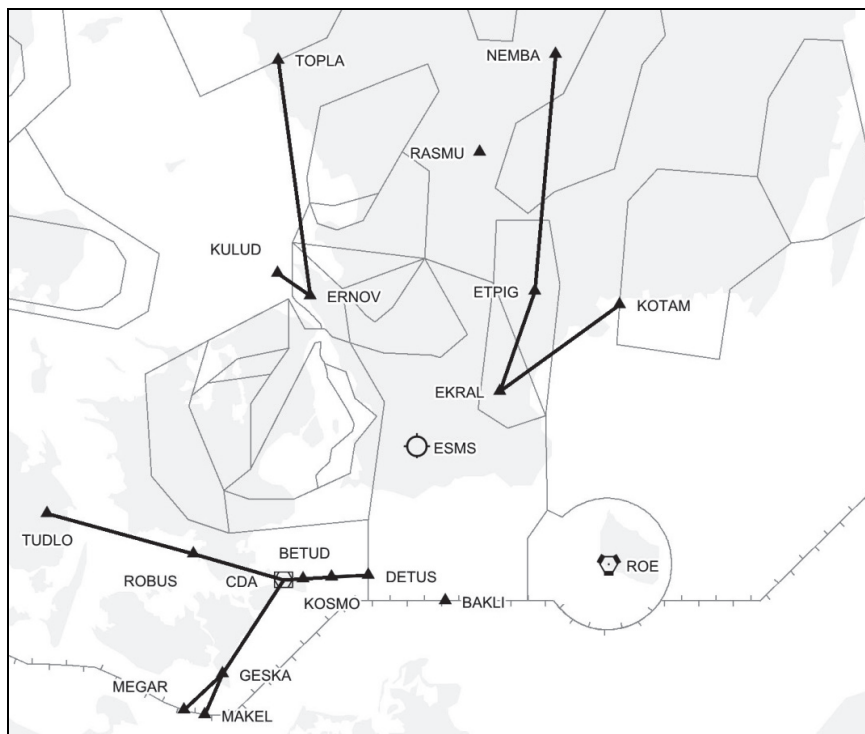 TOPLA
NEMBA
RASMU
KULUD
ERNOV
ETPIG
KOTAM
EKRAL
ESMS
TUDLO
BETUD
ROBUS
CDA
DETUS
ROE
KOSMO
BAKLI
GESKA
MEGAR
MAKEL